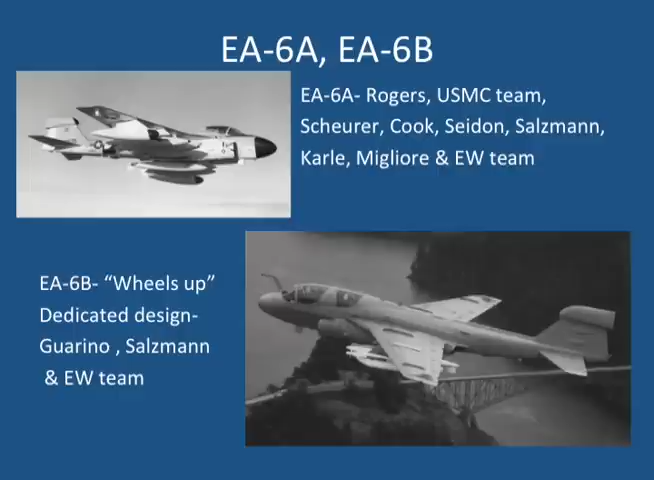 EA-6A, EA-6B
EA-6A- Rogers, USMC team,
Scheurer, Cook, Seidon, Salzmann,
Karle, Migliore & EW team
EA-6B- “Wheels up”
Dedicated design-
Guarino , Salzmann
& EW team